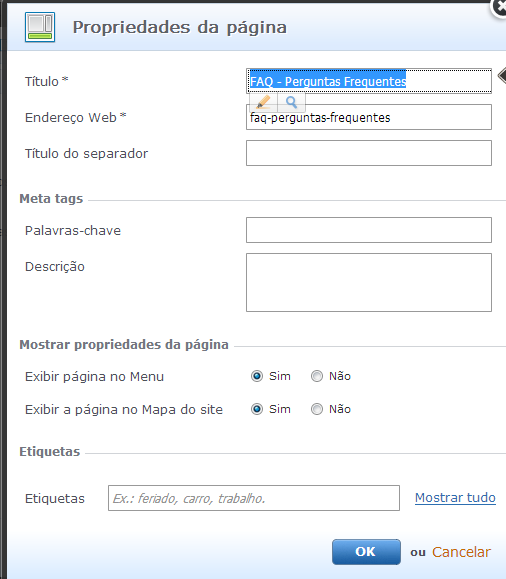 Propriedades da página
Título *
FAQ - Perguntas Frequentes
Endereço Web *
faq-perguntas-frequentes
Título do separador
Meta tags
Palavras-chave
Descrição
Mostrar propriedades da página
Exibir página no Menu Sim Não
Exibir a página no Mapa do site Sim Não
Etiquetas
Etiquetas Ex.: feriado, carro, trabalho. Mostrar tudo
OK ou Cancelar